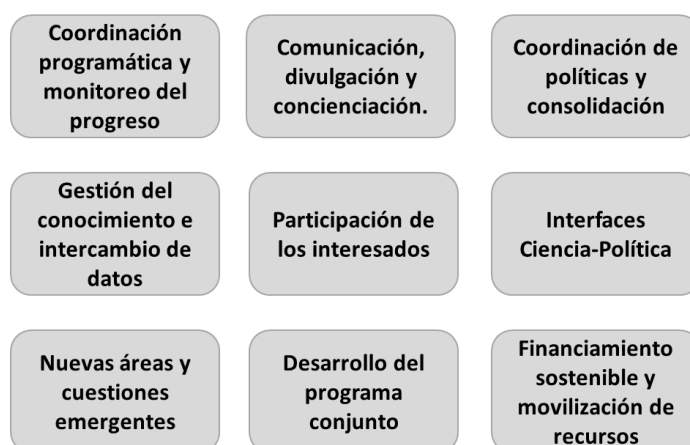 Coordinación
programática y
monitoreo del
progreso
Comunicación,
divulgación y
concienciación.
Coordinación de
políticas y
consolidación
Gestión del
conocimiento e
intercambio de
datos
Participación de
los interesados
Interfaces
Ciencia-Política
Nuevas áreas y
cuestiones
emergentes
Desarrollo del
programa
conjunto
Financiamiento
sostenible y
movilización de
recursos